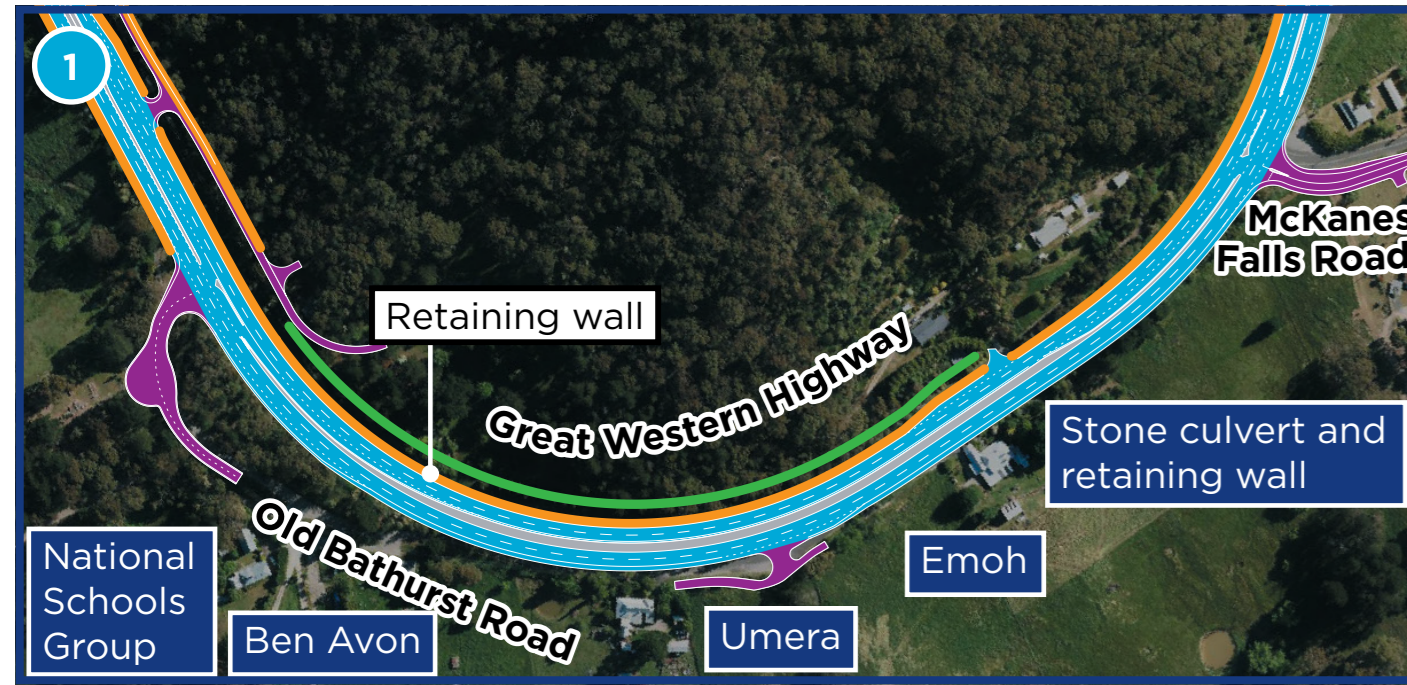 1
McKanes
Falls Road
Retaining wall
Great Western Highway
Stone culvert and
retaining wall
Old Bathurst Road
Emoh
National
Schools
Group
Ben Avon
Umera